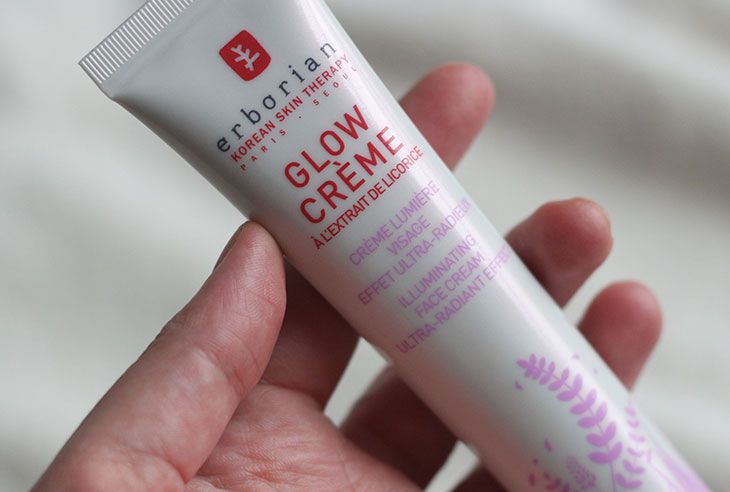 erborian
KOREAN SKIN THERAPY
PARIS · SEOUL
GLOW
CRÈME
À L'EXTRAIT DE LICORICE
CRÈME LUMIÈRE
VISAGE
EFFET ULTRA-RADIEUX
ILLUMINATING
FACE CREAM
ULTRA-RADIANT EFFECT